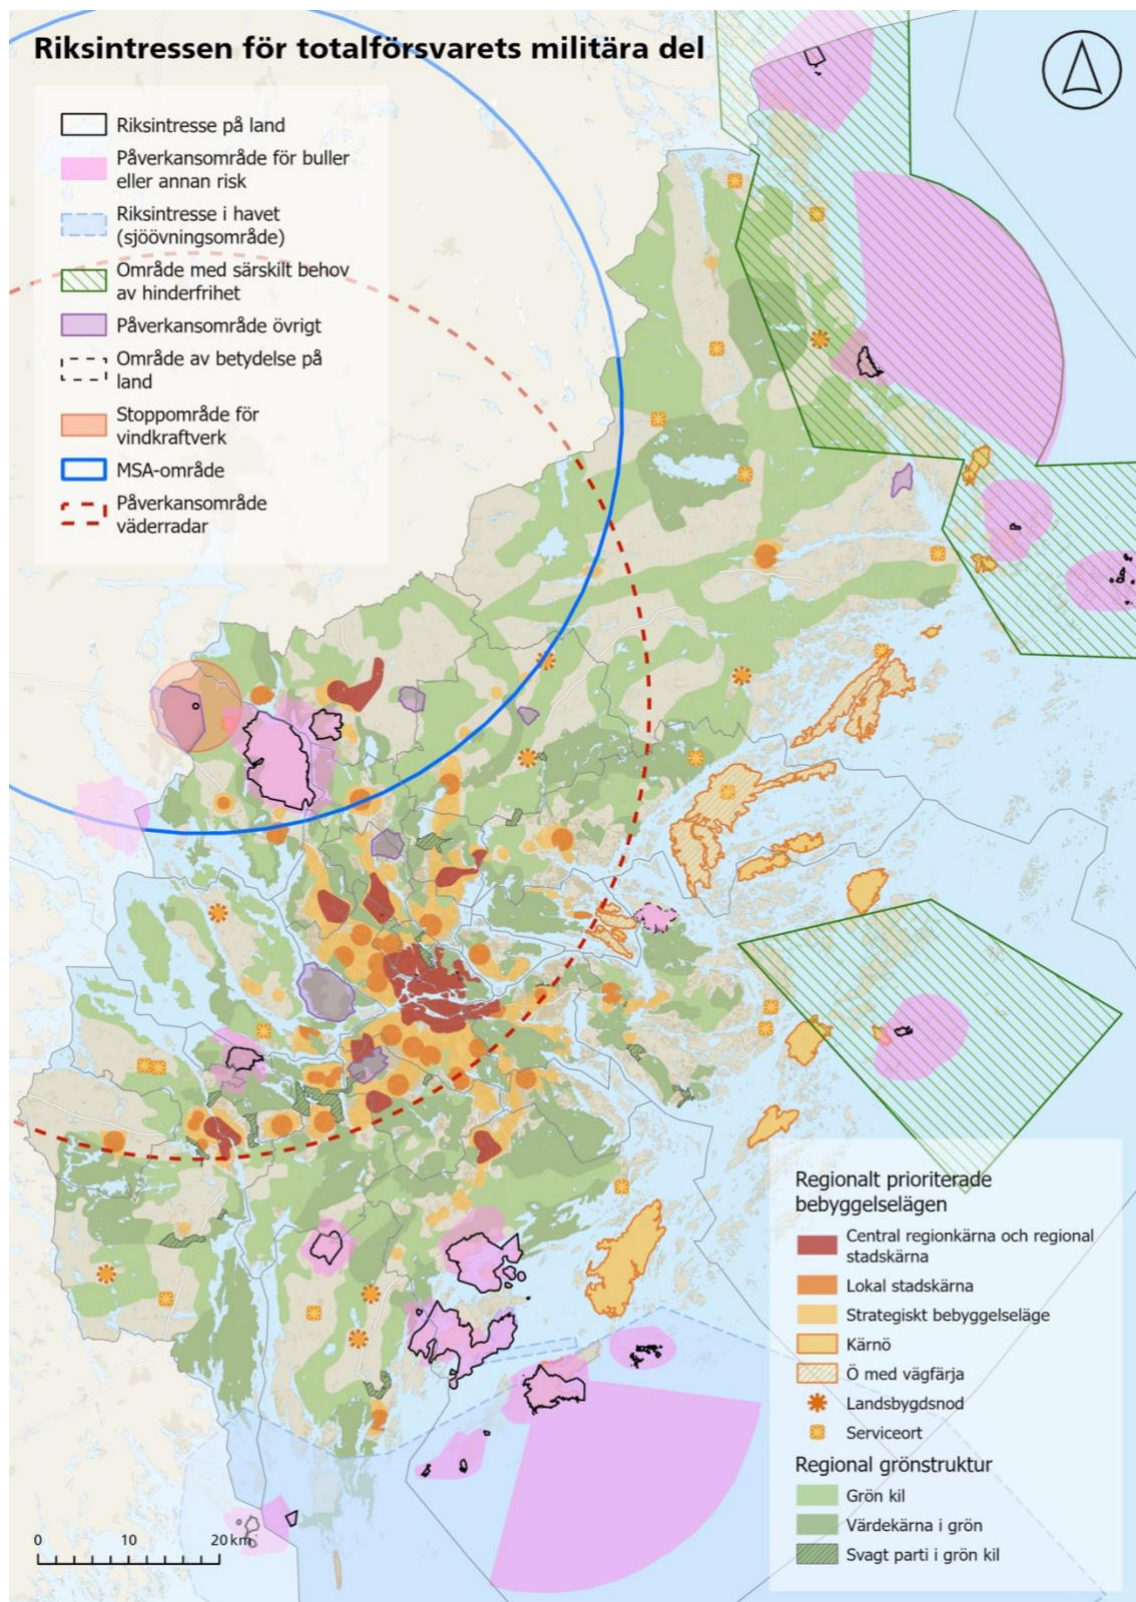 Riksintressen för totalförsvarets militära del
Riksintresse på land
Påverkansområde för buller
eller annan risk
Riksintresse i havet
(sjöövningsområde)
Område med särskilt behov
av hinderfrihet
Påverkansområde övrigt
Område av betydelse på
land
Stoppområde för
vindkraftverk
MSA-område
Påverkansområde
väderradar
Regionalt prioriterade
bebyggelselägen
Central regionkärna och regional
stadskärna
Lokal stadskärna
Strategiskt bebyggelseläge
Kärnö
Ö med vägfärja
Landsbygdsnod
Serviceort
Regional grönstruktur
Grön kil
Värdekärna i grön
Svagt parti i grön kil
0 10 20 km